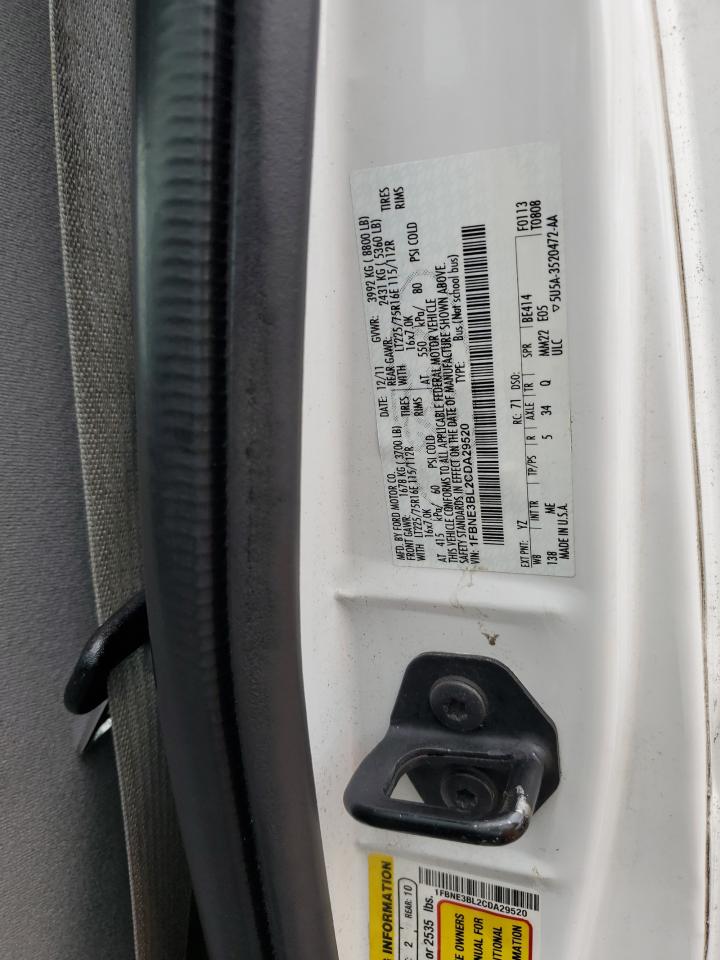 MFD. BY FORD MOTOR CO. DATE: 12/11 GVWR: 3992 KG ( 8800 LB)
FRONT GAWR: 1678 KG ( 3700 LB) REAR GAWR: 2431 KG ( 5360 LB)
WITH LT225/75R16E 115/112R TIRES WITH LT225/75R16E 115/112R TIRES
16x7.0K RIMS 16x7.0K RIMS
AT 415 kPa/ 60 PSI COLD AT 550 kPa/ 80 PSI COLD
THIS VEHICLE CONFORMS TO ALL APPLICABLE FEDERAL MOTOR VEHICLE
SAFETY STANDARDS IN EFFECT ON THE DATE OF MANUFACTURE SHOWN ABOVE.
VIN: 1FBNE3BL2CDA29520 TYPE: Bus.(Not school bus)
EXT PNT: YZ RC: 71 DSO: F0113
WB INT TR TP/PS R AXLE TR SPR BE414 T0808
138 ME 5 34 Q MM22 E05
MADE IN U.S.A. ULC ▽5U5A-3520472-AA
INFORMATION
2 REAR: 10
or 2535 lbs.
1FBNE3BL2CDA29520
OWNERS
FOR
INFORMATION